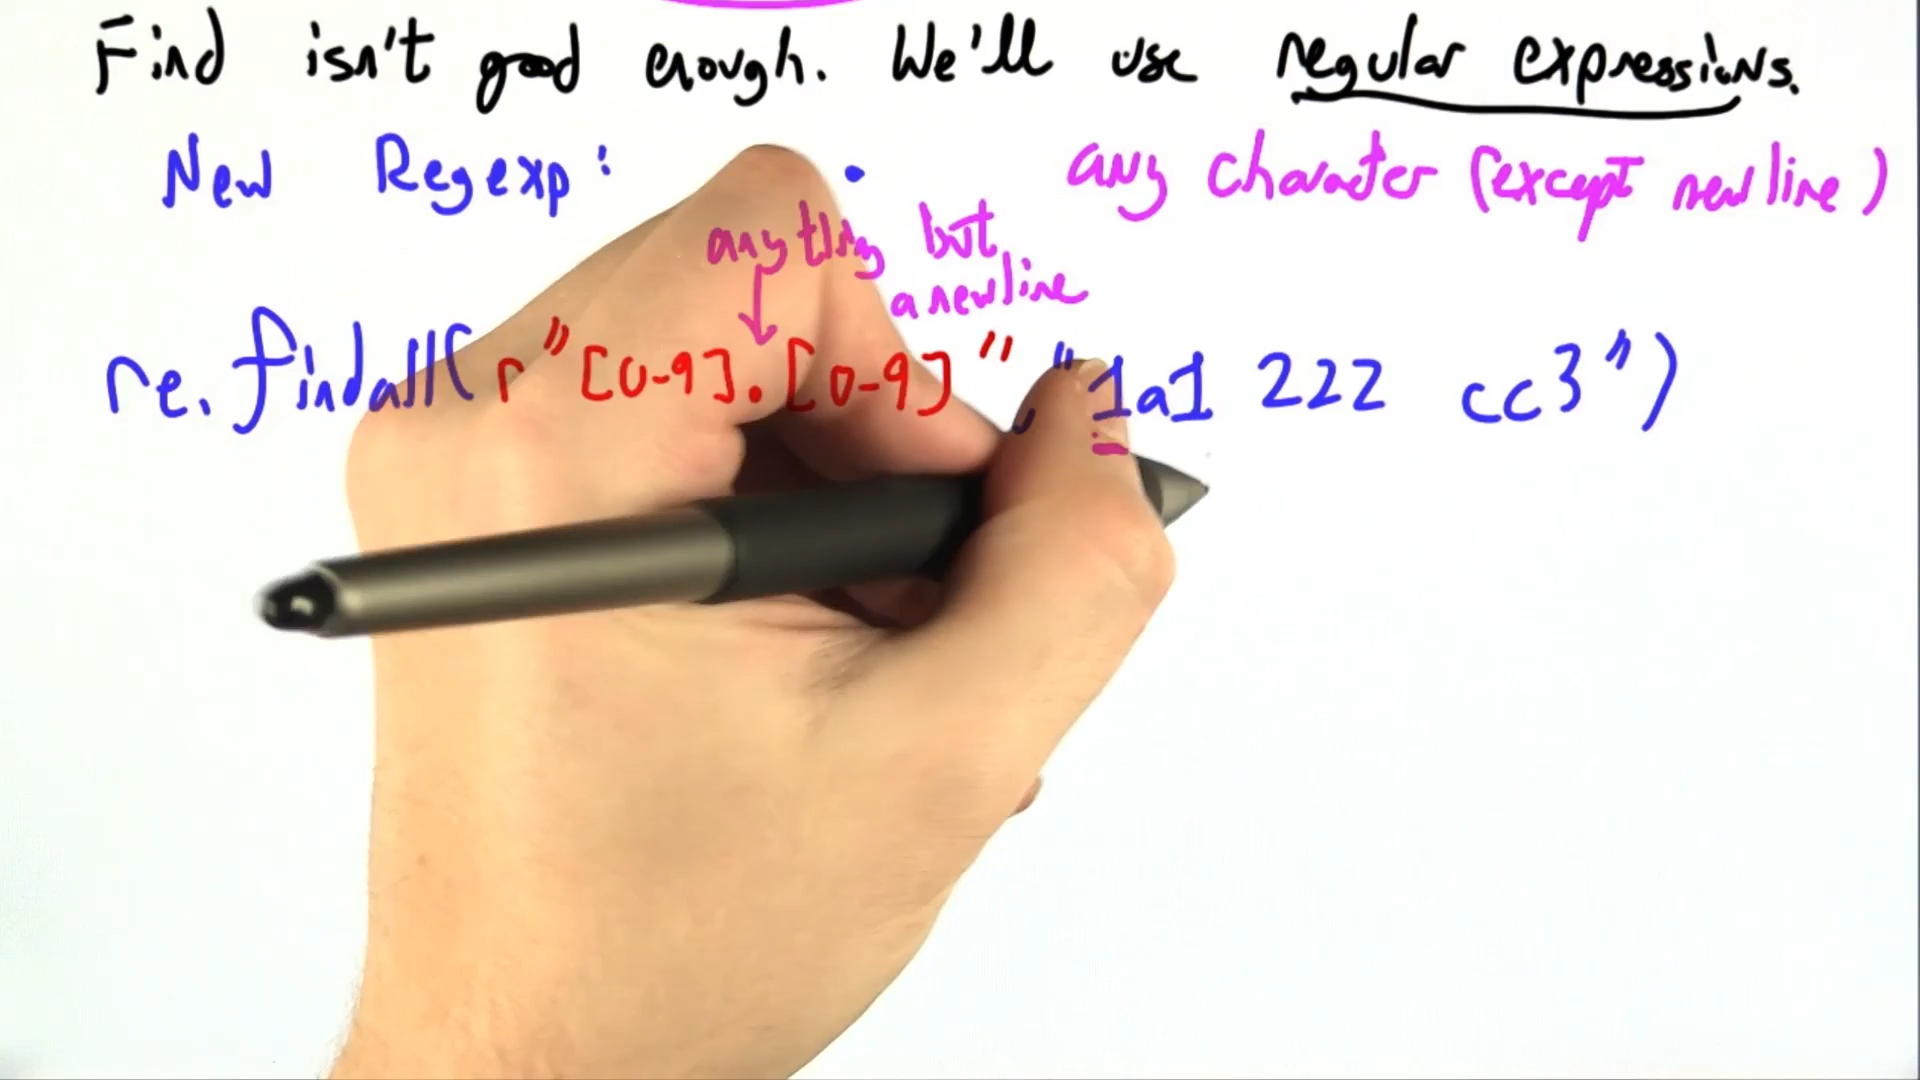 Find isn't good enough. We'll use regular expressions.
New Regexp: . any character (except newline)
anything but
a newline
re.findall(r"[0-9].[0-9]", "1a1 222 cc3")